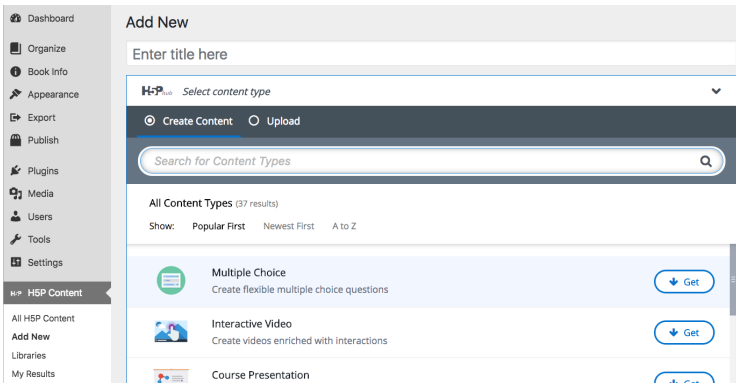 Dashboard
Organize
Book Info
Appearance
Export
Publish
Plugins
Media
Users
Tools
Settings
H5P H5P Content
All H5P Content
Add New
Libraries
My Results
Add New
Enter title here
H5P hub Select content type
Create Content Upload
Search for Content Types
All Content Types (37 results)
Show: Popular First Newest First A to Z
Multiple Choice
Create flexible multiple choice questions
Get
Interactive Video
Create videos enriched with interactions
Get
Course Presentation
Get